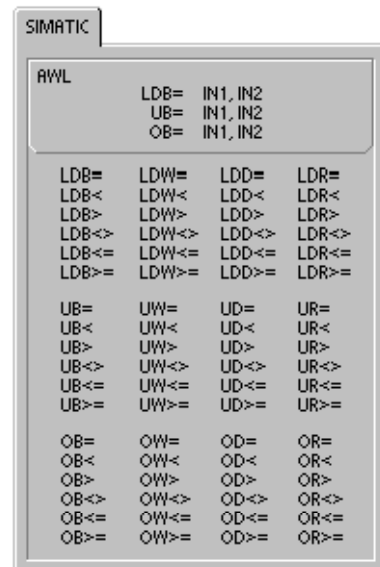 SIMATIC
AWL
LDB= IN1, IN2
UB= IN1, IN2
OB= IN1, IN2
LDB= LDW= LDD= LDR=
LDB< LDW< LDD< LDR<
LDB> LDW> LDD> LDR>
LDB<> LDW<> LDD<> LDR<>
LDB<= LDW<= LDD<= LDR<=
LDB>= LDW>= LDD>= LDR>=
UB= UW= UD= UR=
UB< UW< UD< UR<
UB> UW> UD> UR>
UB<> UW<> UD<> UR<>
UB<= UW<= UD<= UR<=
UB>= UW>= UD>= UR>=
OB= OW= OD= OR=
OB< OW< OD< OR<
OB> OW> OD> OR>
OB<> OW<> OD<> OR<>
OB<= OW<= OD<= OR<=
OB>= OW>= OD>= OR>=